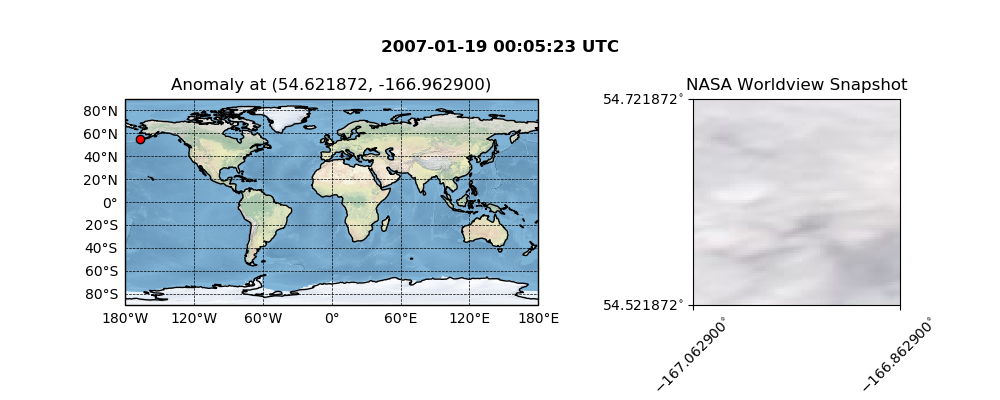 2007-01-19 00:05:23 UTC
Anomaly at (54.621872, -166.962900)
80°N
60°N
40°N
20°N
0°
20°S
40°S
60°S
80°S
180°W 120°W 60°W 0° 60°E 120°E 180°E
NASA Worldview Snapshot
54.721872°
54.521872°
−167.062900°
−166.862900°